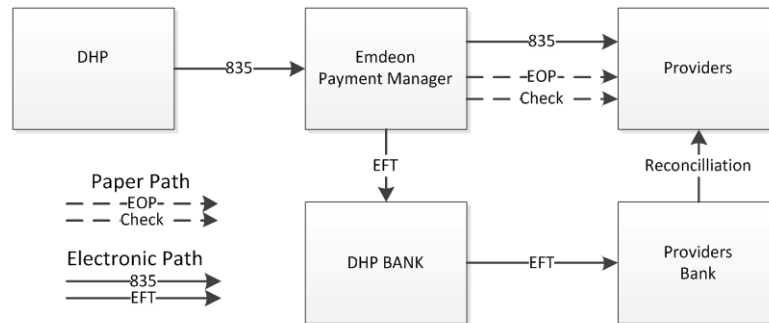 DHP
835
Emdeon
Payment Manager
835
EOP
Check
Providers
EFT
Reconcilliation
Paper Path
EOP
Check
Electronic Path
835
EFT
DHP BANK
EFT
Providers
Bank